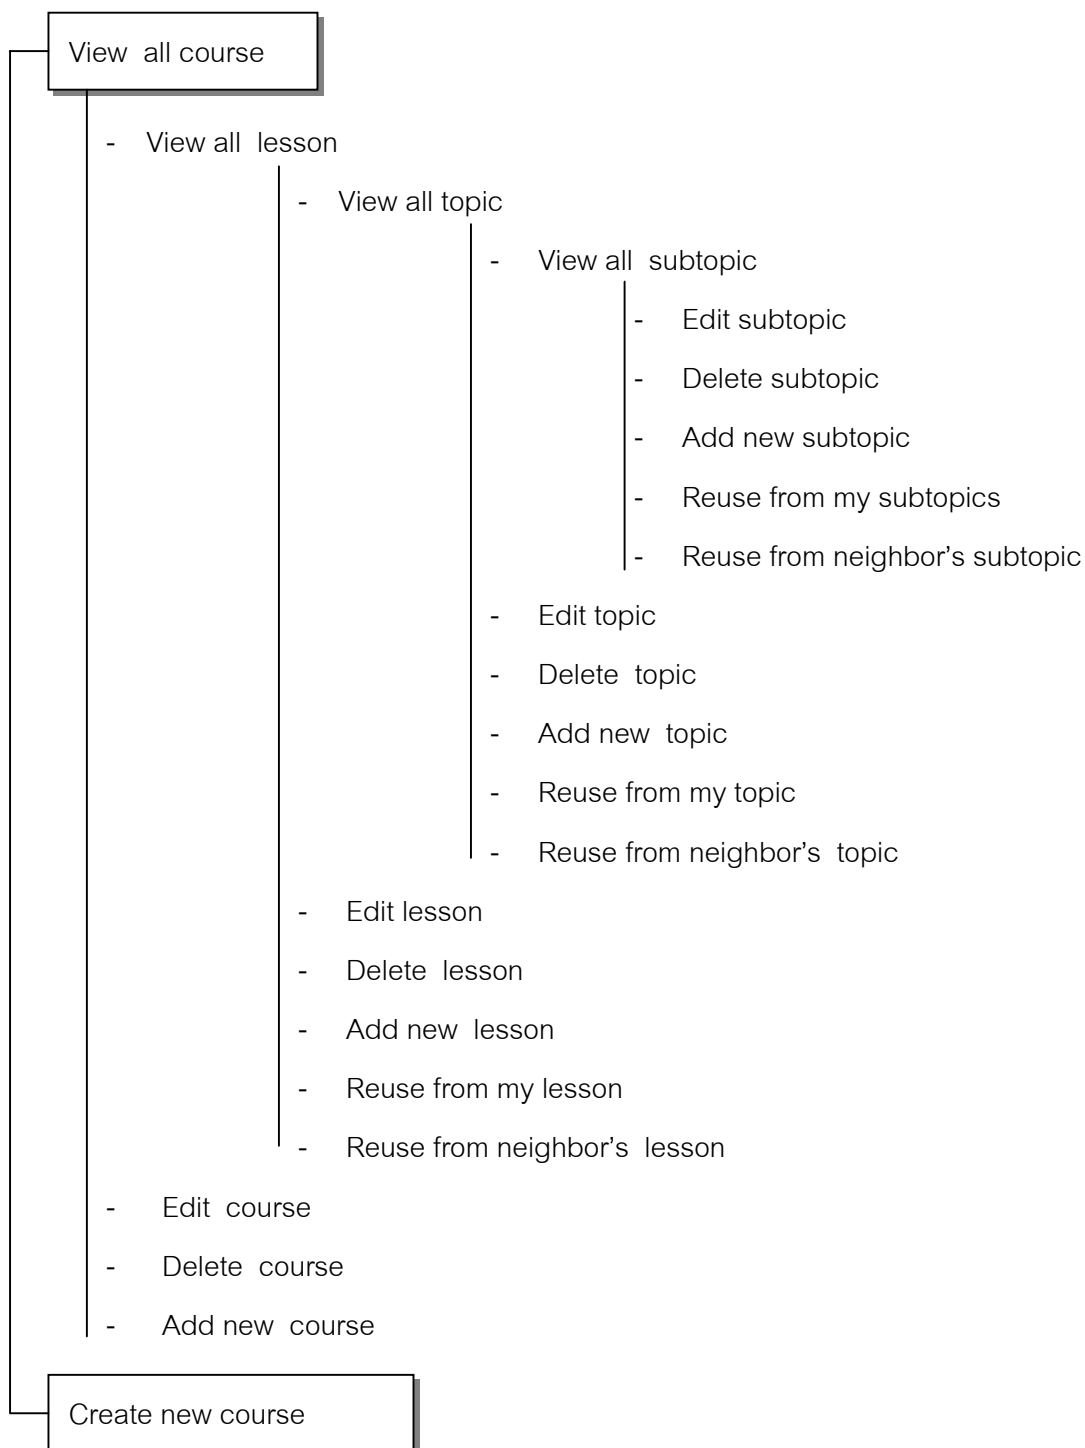 View all course
- View all lesson
- View all topic
- View all subtopic
- Edit subtopic
- Delete subtopic
- Add new subtopic
- Reuse from my subtopics
- Reuse from neighbor’s subtopic
- Edit topic
- Delete topic
- Add new topic
- Reuse from my topic
- Reuse from neighbor’s topic
- Edit lesson
- Delete lesson
- Add new lesson
- Reuse from my lesson
- Reuse from neighbor’s lesson
- Edit course
- Delete course
- Add new course
Create new course